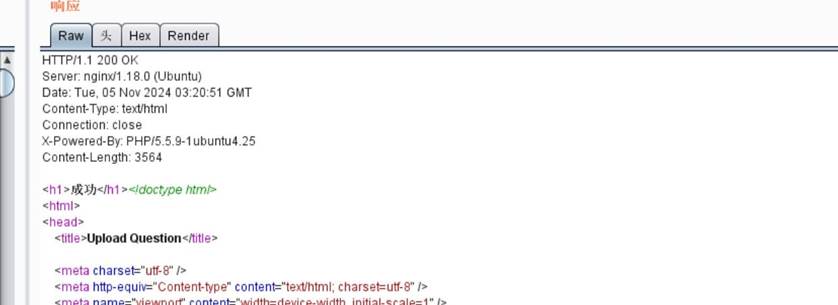 响应
Raw 头 Hex Render
HTTP/1.1 200 OK
Server: nginx/1.18.0 (Ubuntu)
Date: Tue, 05 Nov 2024 03:20:51 GMT
Content-Type: text/html
Connection: close
X-Powered-By: PHP/5.5.9-1ubuntu4.25
Content-Length: 3564
<h1>成功</h1><!doctype html>
<html>
<head>
<title>Upload Question</title>
<meta charset="utf-8" />
<meta http-equiv="Content-type" content="text/html; charset=utf-8" />
<meta name="viewport" content="width=device-width, initial-scale=1" />